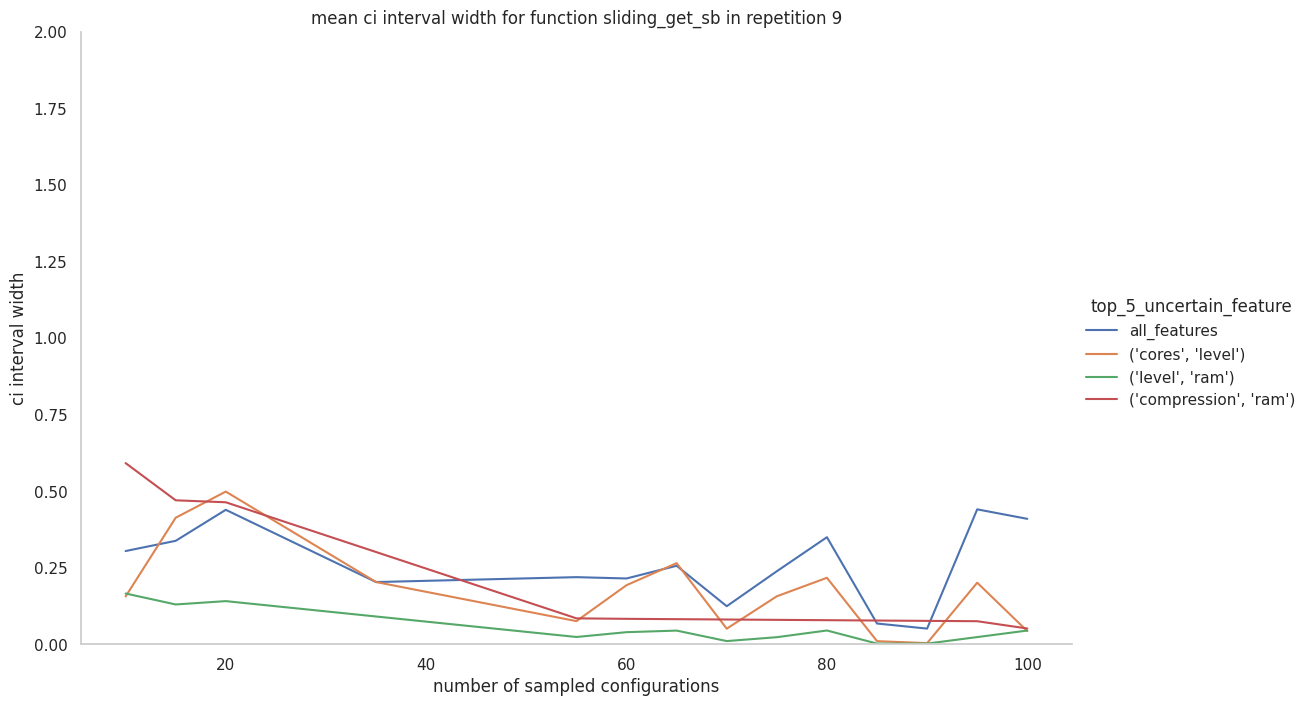 mean ci interval width for function sliding_get_sb in repetition 9
2.00
1.75
1.50
1.25
1.00
0.75
0.50
0.25
0.00
ci interval width
20
40
60
80
100
number of sampled configurations
top_5_uncertain_feature
all_features
('cores', 'level')
('level', 'ram')
('compression', 'ram')